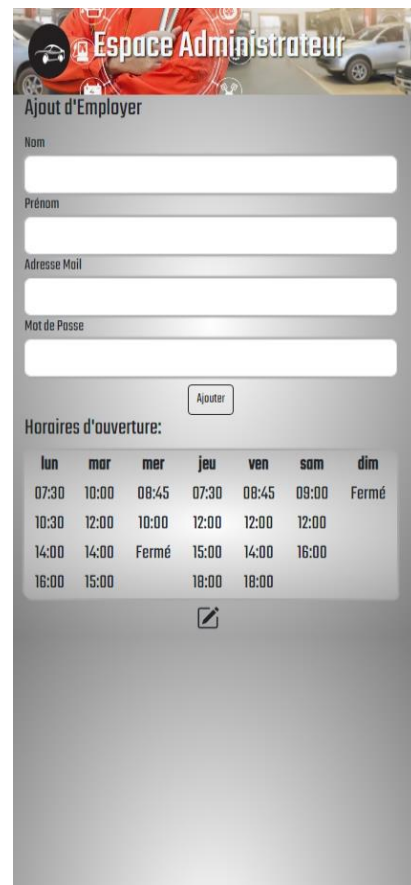 Espace Administrateur
Ajout d'Employer
Nom
Prénom
Adresse Mail
Mot de Passe
Ajouter
Horaires d'ouverture:
lun mar mer jeu ven sam dim
07:30 10:00 08:45 07:30 08:45 09:00 Fermé
10:30 12:00 10:00 12:00 12:00 12:00
14:00 14:00 Fermé 15:00 14:00 16:00
16:00 15:00 18:00 18:00